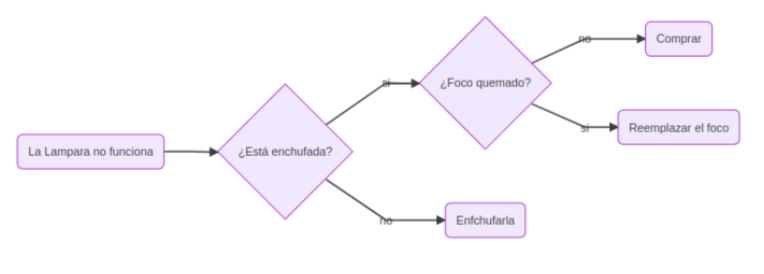 La Lampara no funciona
¿Está enchufada?
si
no
¿Foco quemado?
no
si
Comprar
Reemplazar el foco
Enfchufarla